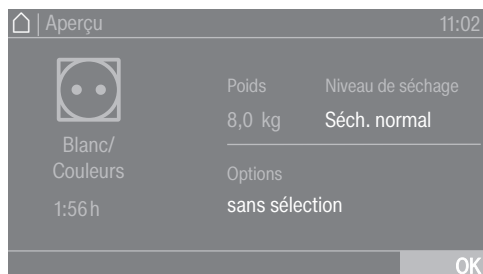 | Aperçu 11:02
Blanc/
Couleurs
1:56 h
Poids Niveau de séchage
8,0 kg Séch. normal
Options
sans sélection
OK